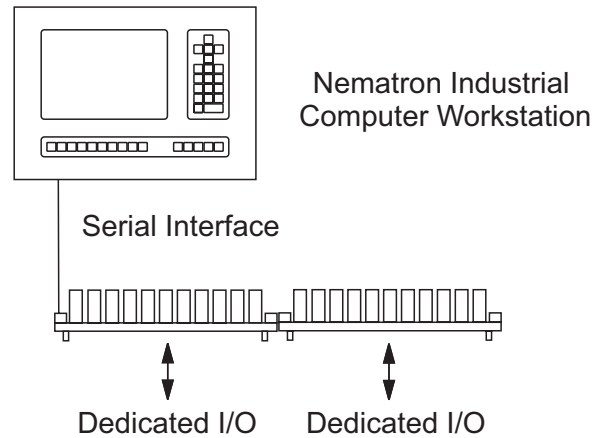 Nematron Industrial
Computer Workstation
Serial Interface
Dedicated I/O
Dedicated I/O